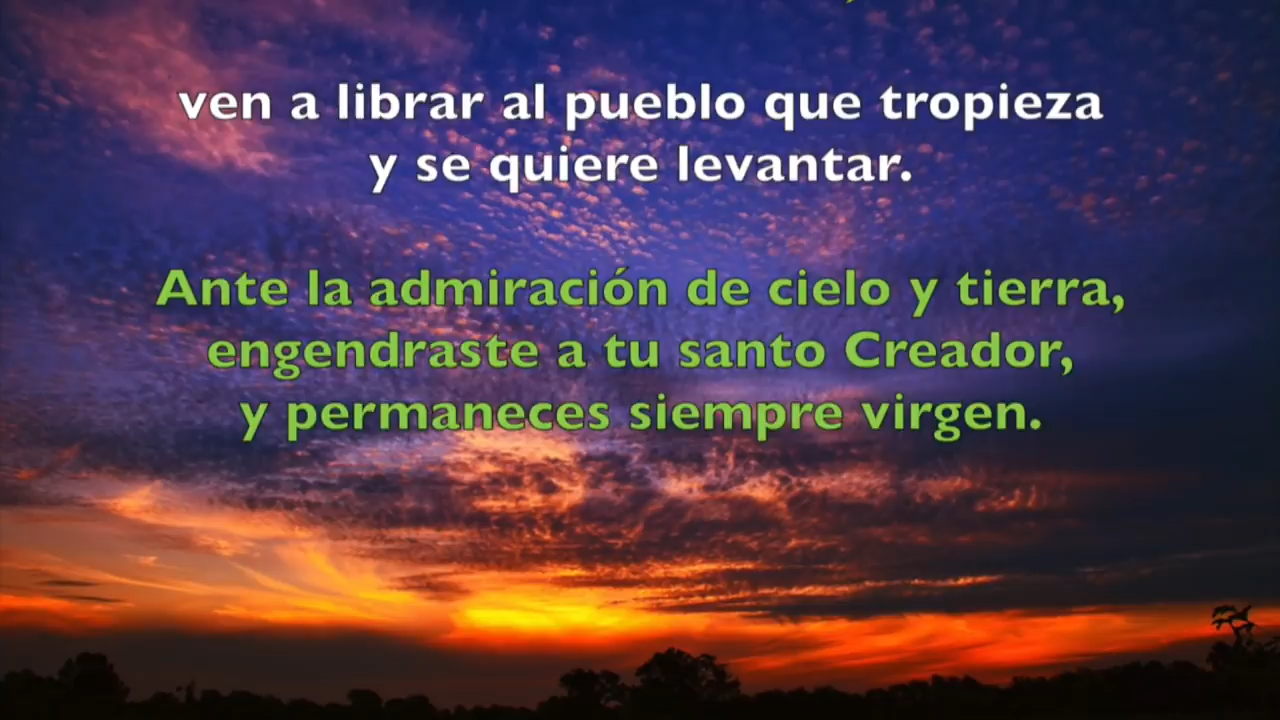 ven a librar al pueblo que tropieza
y se quiere levantar.
Ante la admiración de cielo y tierra,
engendraste a tu santo Creador,
y permaneces siempre virgen.